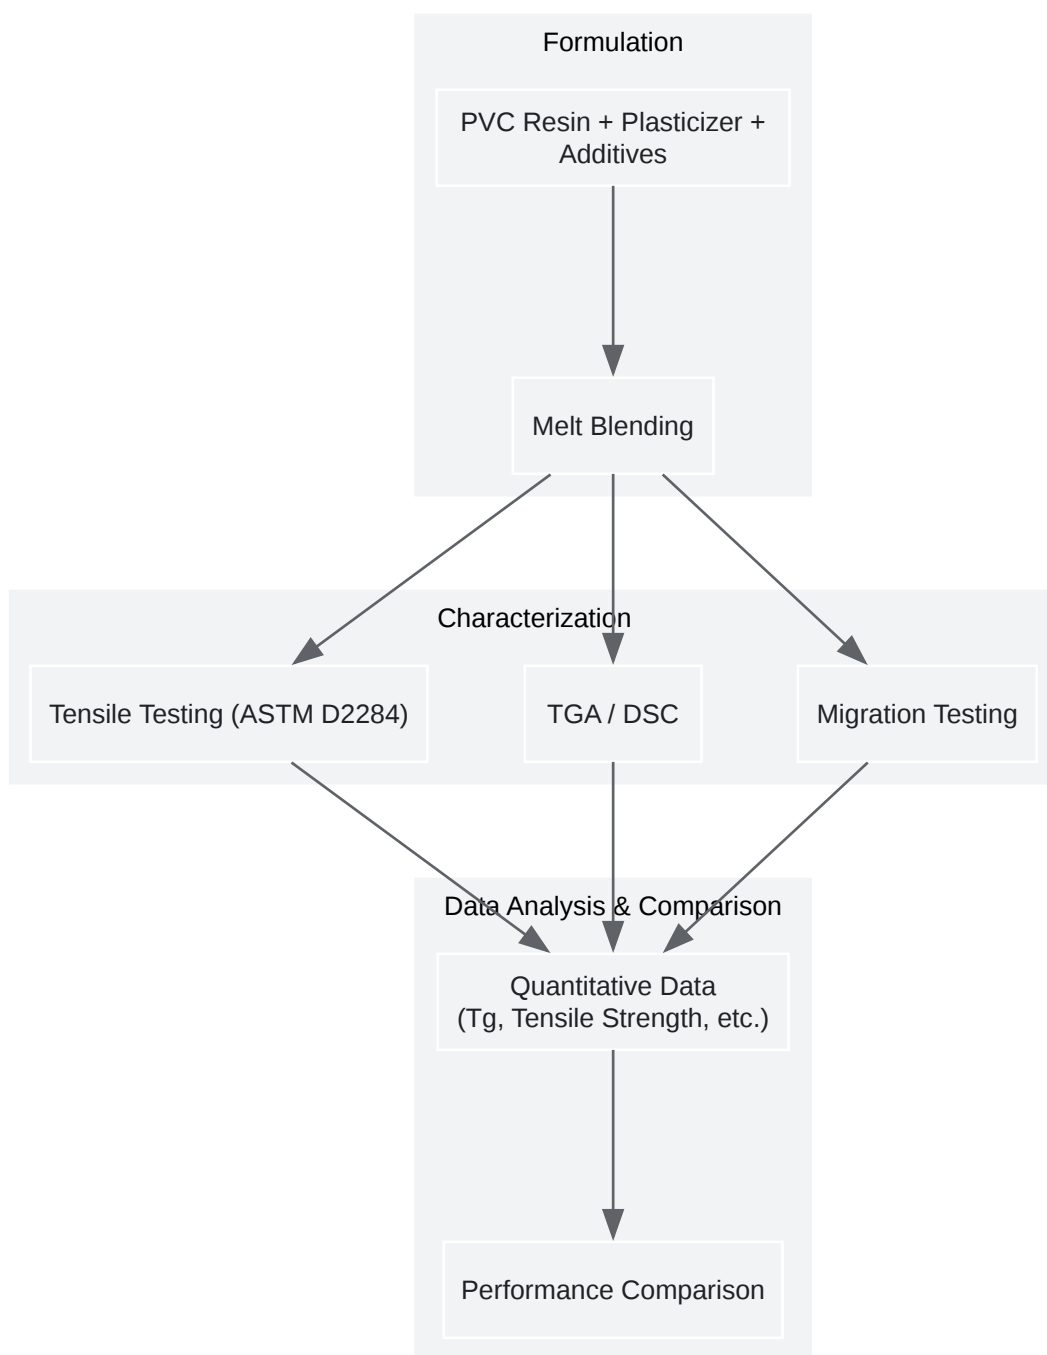 Formulation
PVC Resin + Plasticizer +
Additives
Melt Blending
Characterization
Tensile Testing (ASTM D2284)
TGA / DSC
Migration Testing
Data Analysis & Comparison
Quantitative Data
(Tg, Tensile Strength, etc.)
Performance Comparison